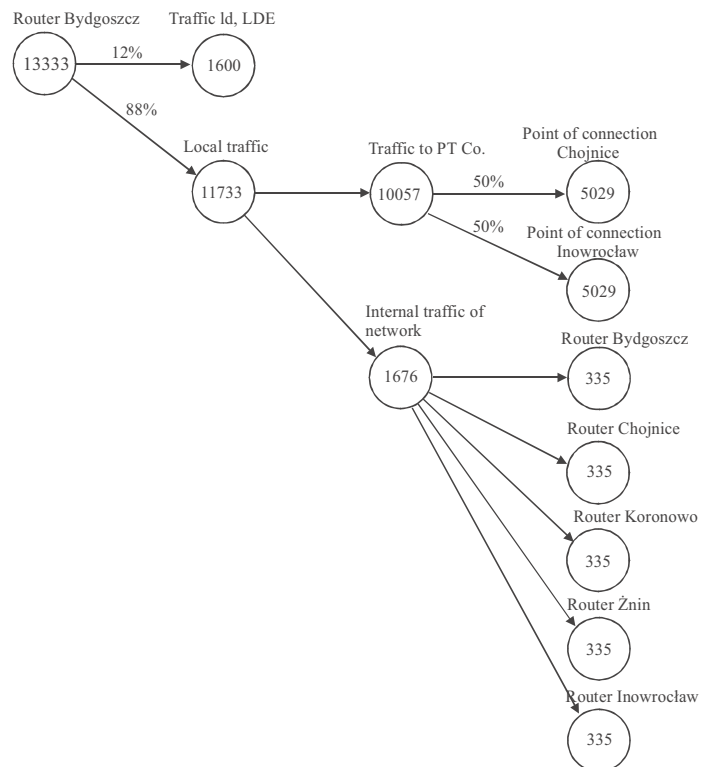 Router Bydgoszcz
Traffic ld, LDE
13333
12%
1600
88%
Local traffic
11733
Traffic to PT Co.
10057
50%
Point of connection
Chojnice
5029
50%
Point of connection
Inowrocław
5029
Internal traffic of
network
1676
Router Bydgoszcz
335
Router Chojnice
335
Router Koronowo
335
Router Żnin
335
Router Inowrocław
335